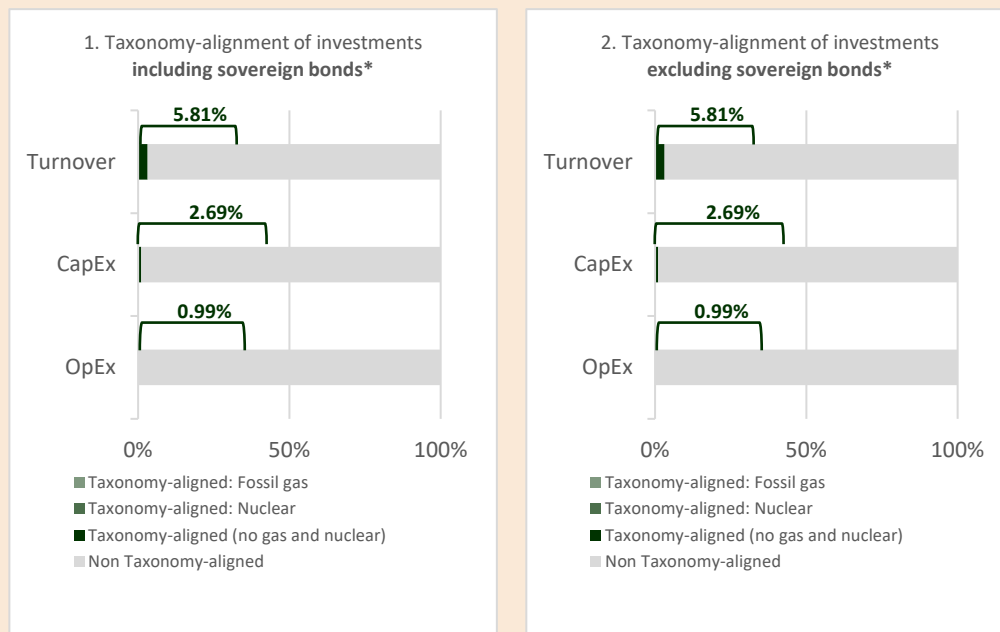 1. Taxonomy-alignment of investments
including sovereign bonds*
5.81%
Turnover
2.69%
CapEx
0.99%
OpEx
0% 50% 100%
Taxonomy-aligned: Fossil gas
Taxonomy-aligned: Nuclear
Taxonomy-aligned (no gas and nuclear)
Non Taxonomy-aligned
2. Taxonomy-alignment of investments
excluding sovereign bonds*
5.81%
Turnover
2.69%
CapEx
0.99%
OpEx
0% 50% 100%
Taxonomy-aligned: Fossil gas
Taxonomy-aligned: Nuclear
Taxonomy-aligned (no gas and nuclear)
Non Taxonomy-aligned